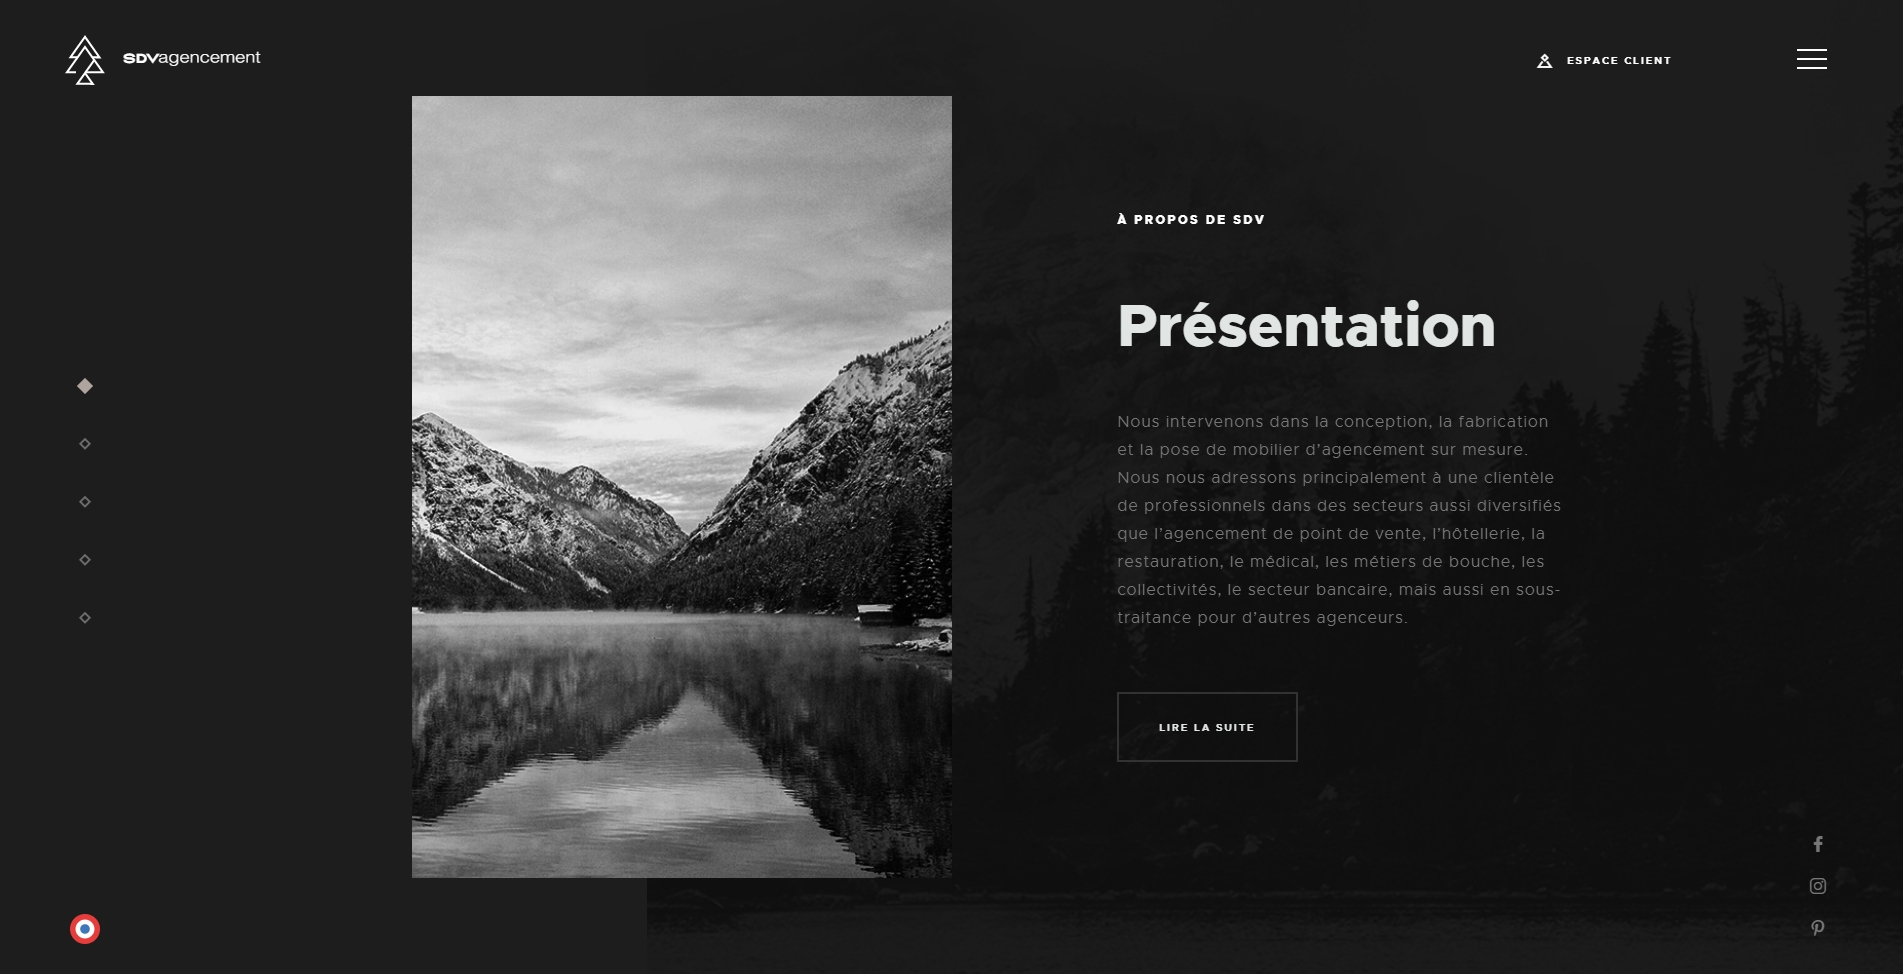 SDVagencement
ESPACE CLIENT
À PROPOS DE SDV
Présentation
Nous intervenons dans la conception, la fabrication
et la pose de mobilier d’agencement sur mesure.
Nous nous adressons principalement à une clientèle
de professionnels dans des secteurs aussi diversifiés
que l’agencement de point de vente, l’hôtellerie, la
restauration, le médical, les métiers de bouche, les
collectivités, le secteur bancaire, mais aussi en sous-
traitance pour d’autres agenceurs.
LIRE LA SUITE